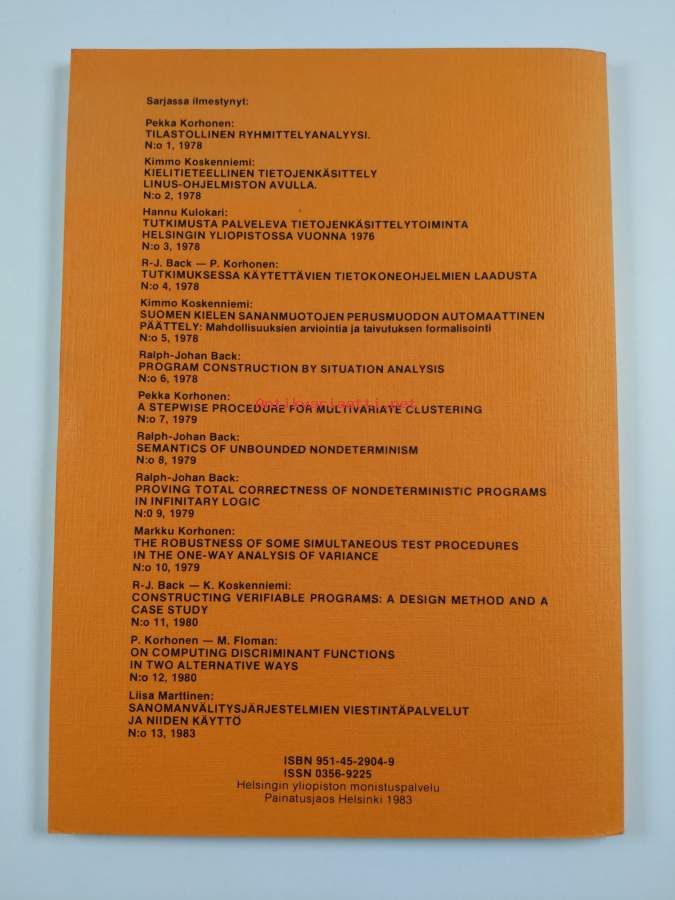 Sarjassa ilmestynyt:
Pekka Korhonen:
TILASTOLLINEN RYHMITTELYANALYYSI.
N:o 1, 1978
Kimmo Koskenniemi:
KIELITIETEELLINEN TIETOJENKÄSITTELY
LINUS-OHJELMISTON AVULLA.
N:o 2, 1978
Hannu Kulokari:
TUTKIMUSTA PALVELEVA TIETOJENKÄSITTELYTOIMINTA
HELSINGIN YLIOPISTOSSA VUONNA 1976
N:o 3, 1978
R-J. Back — P. Korhonen:
TUTKIMUKSESSA KÄYTETTÄVIEN TIETOKONEOHJELMIEN LAADUSTA
N:o 4, 1978
Kimmo Koskenniemi:
SUOMEN KIELEN SANANMUOTOJEN PERUSMUODON AUTOMAATTINEN
PÄÄTTELY: Mahdollisuuksien arviointia ja taivutuksen formalisointi
N:o 5, 1978
Ralph-Johan Back:
PROGRAM CONSTRUCTION BY SITUATION ANALYSIS
N:o 6, 1978
Pekka Korhonen:
Antikvariaatti.net
A STEPWISE PROCEDURE FOR MULTIVARIATE CLUSTERING
N:o 7, 1979
Ralph-Johan Back:
SEMANTICS OF UNBOUNDED NONDETERMINISM
N:o 8, 1979
Ralph-Johan Back:
PROVING TOTAL CORRECTNESS OF NONDETERMINISTIC PROGRAMS
IN INFINITARY LOGIC
N:0 9, 1979
Markku Korhonen:
THE ROBUSTNESS OF SOME SIMULTANEOUS TEST PROCEDURES
IN THE ONE-WAY ANALYSIS OF VARIANCE
N:o 10, 1979
R-J. Back — K. Koskenniemi:
CONSTRUCTING VERIFIABLE PROGRAMS: A DESIGN METHOD AND A
CASE STUDY
N:o 11, 1980
P. Korhonen — M. Floman:
ON COMPUTING DISCRIMINANT FUNCTIONS
IN TWO ALTERNATIVE WAYS
N:o 12, 1980
Liisa Marttinen:
SANOMANVÄLITYSJÄRJESTELMIEN VIESTINTÄPALVELUT
JA NIIDEN KÄYTTÖ
N:o 13, 1983
ISBN 951-45-2904-9
ISSN 0356-9225
Helsingin yliopiston monistuspalvelu
Painatusjaos Helsinki 1983